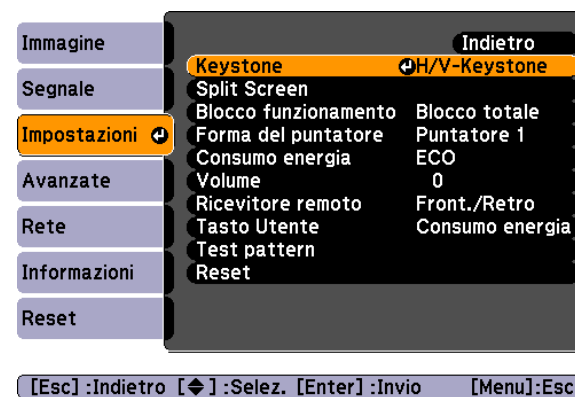 Immagine
Segnale
Impostazioni
Avanzate
Rete
Informazioni
Reset
Indietro
Keystone H/V-Keystone
Split Screen
Blocco funzionamento Blocco totale
Forma del puntatore Puntatore 1
Consumo energia ECO
Volume 0
Ricevitore remoto Front./Retro
Tasto Utente Consumo energia
Test pattern
Reset
[Esc] :Indietro [◆] :Selez. [Enter] :Invio [Menu]:Esc